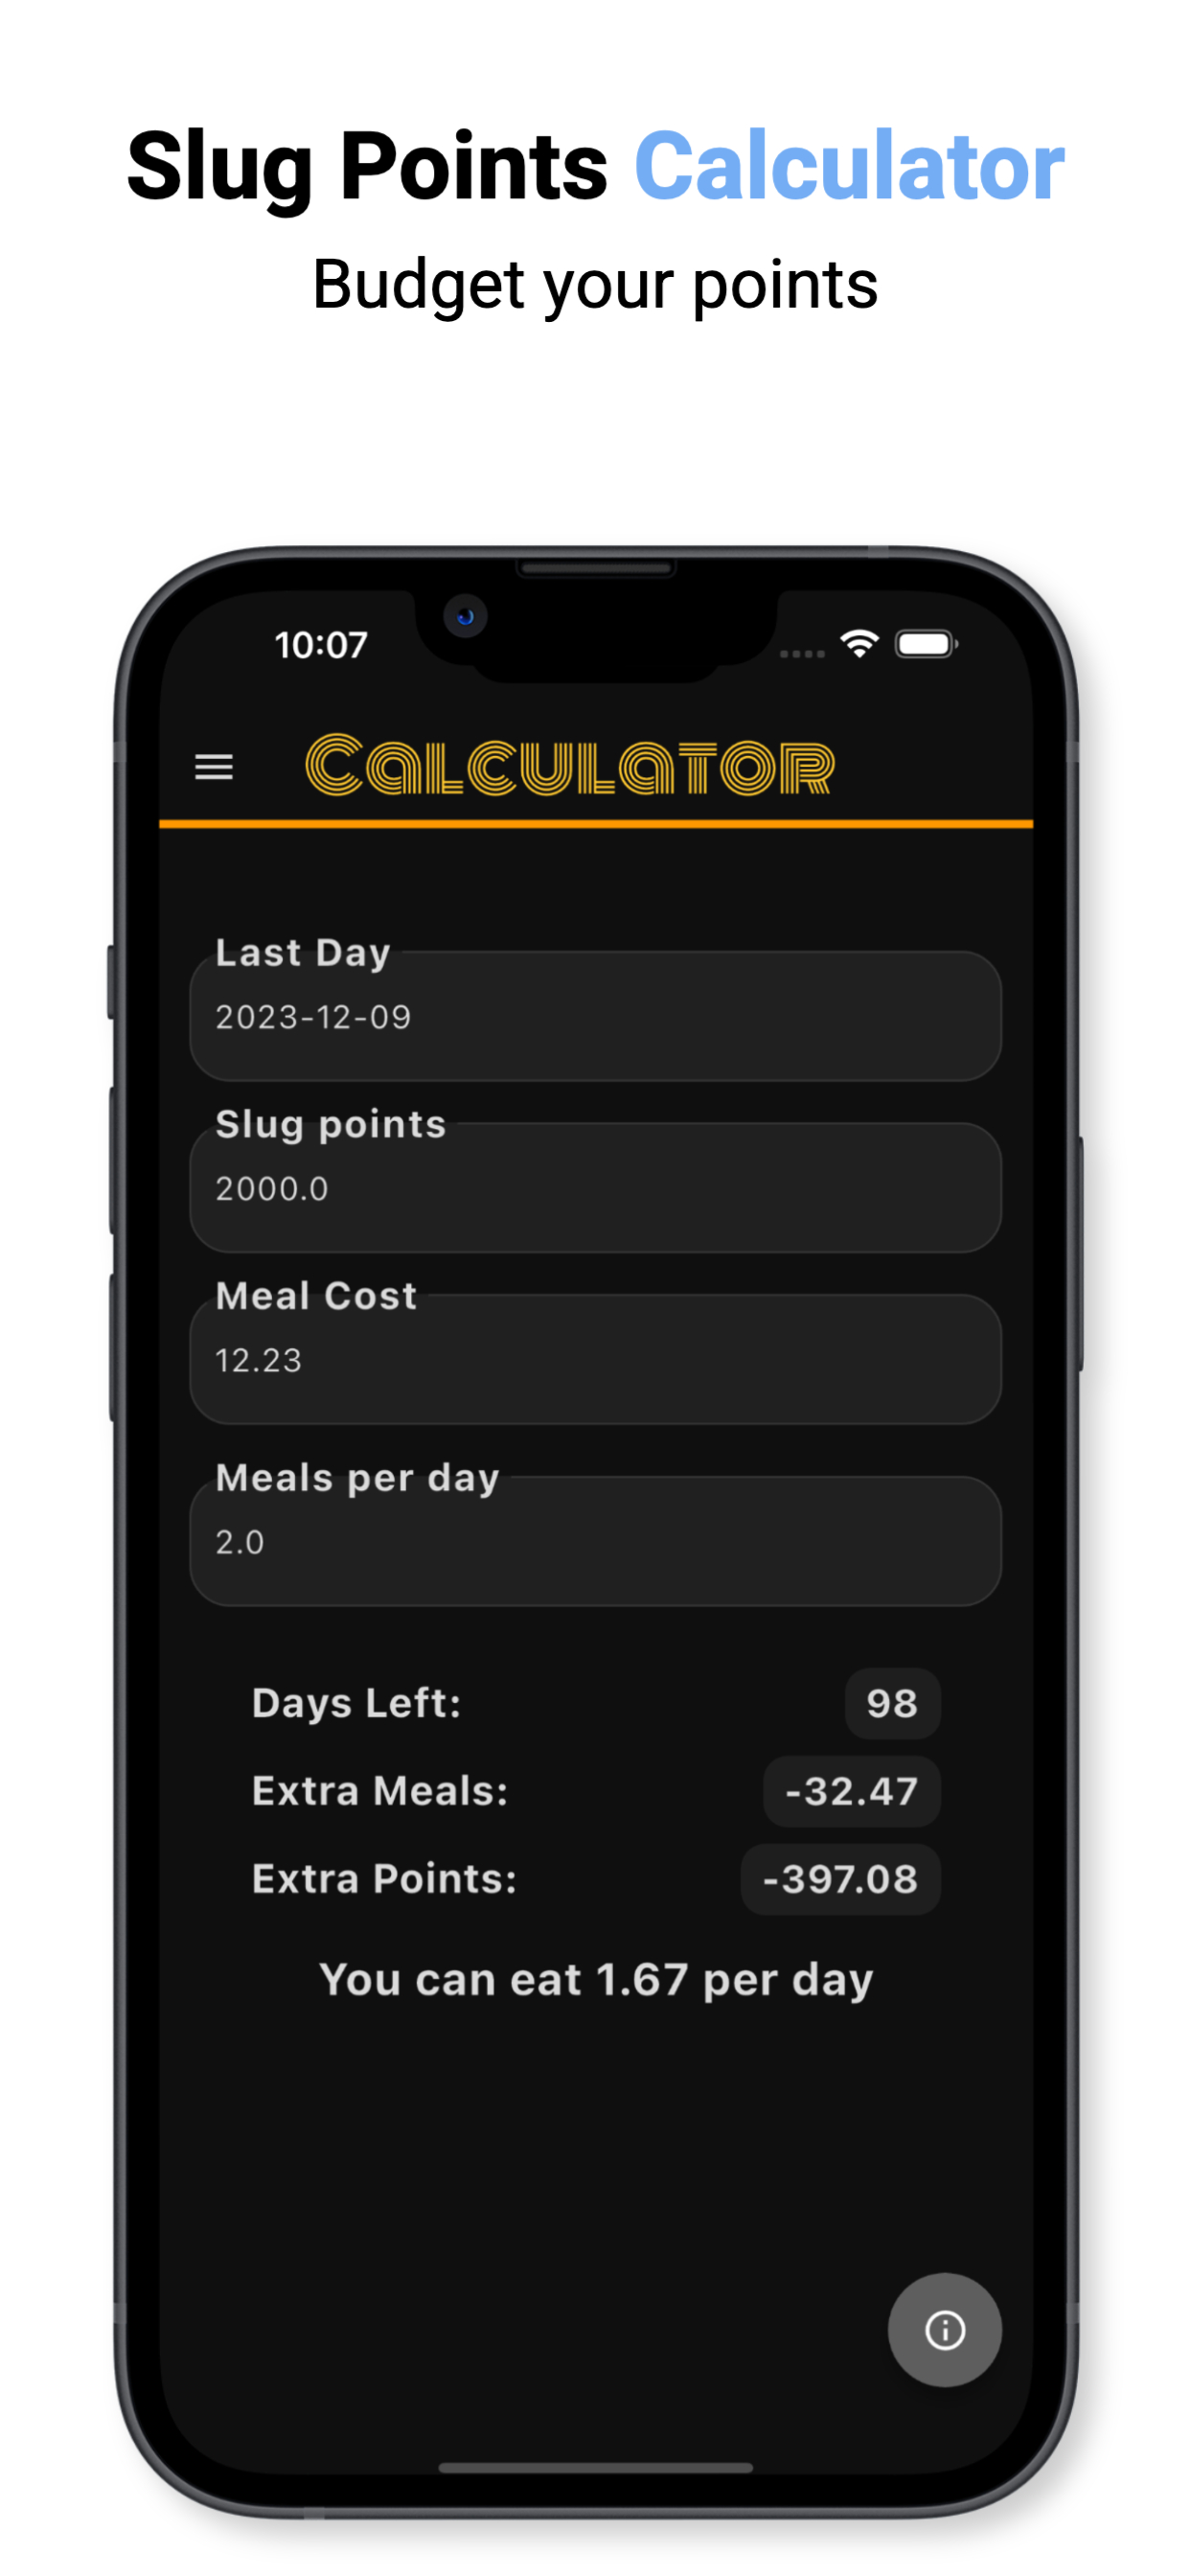 Slug Points Calculator
Budget your points
10:07
Calculator
Last Day
2023-12-09
Slug points
2000.0
Meal Cost
12.23
Meals per day
2.0
Days Left: 98
Extra Meals: -32.47
Extra Points: -397.08
You can eat 1.67 per day